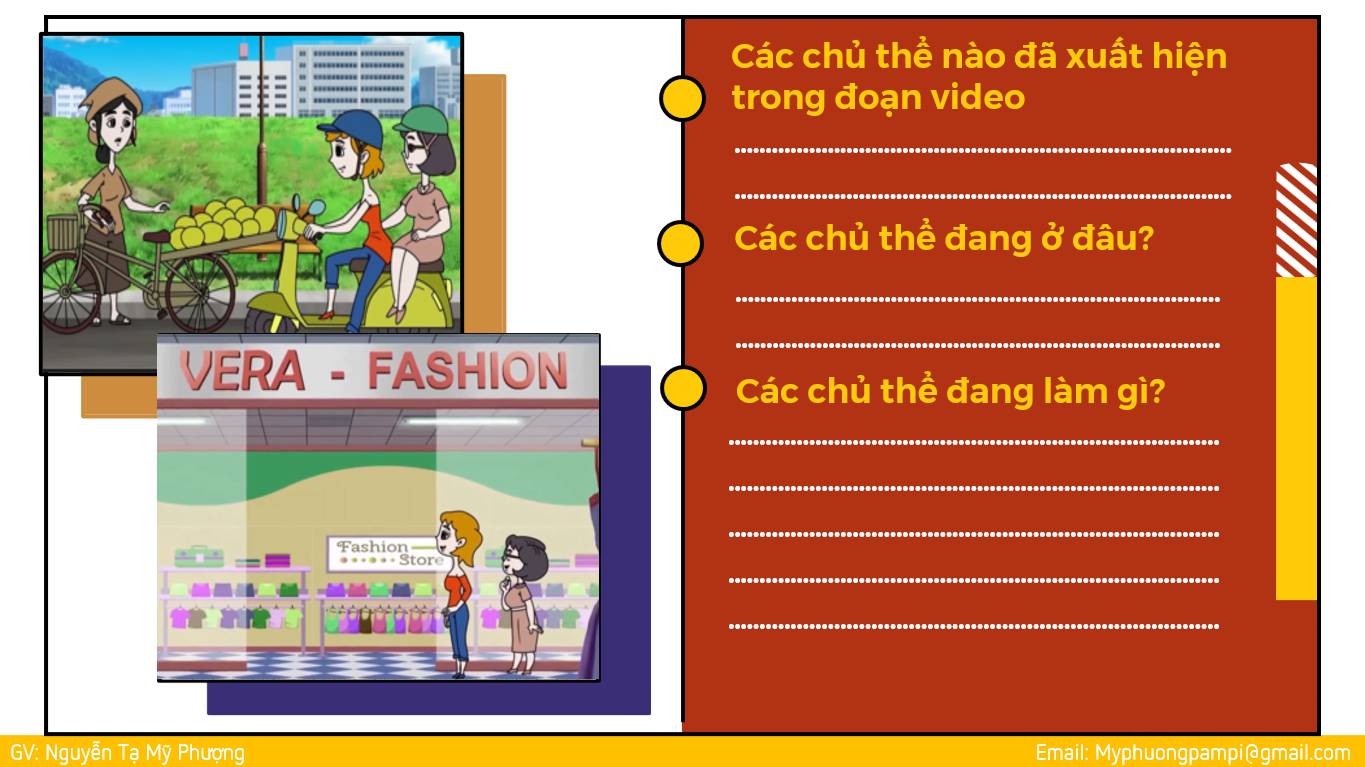 Các chủ thể nào đã xuất hiện
trong đoạn video
Các chủ thể đang ở đâu?
Các chủ thể đang làm gì?
VERA - FASHION
Fashion
Store
GV: Nguyễn Tạ Mỹ Phượng
Email: Myphuongpampi@gmail.com